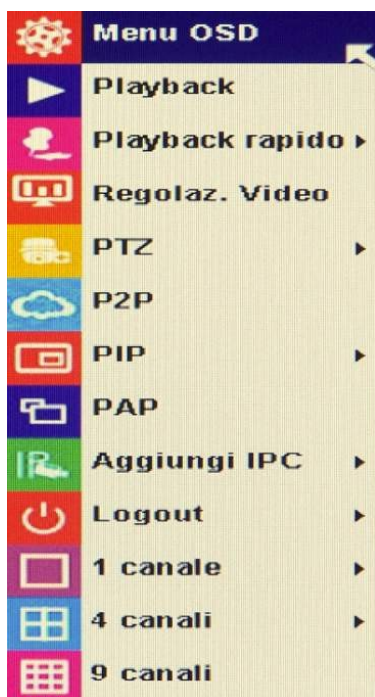 Menu OSD
Playback
Playback rapido
Regolaz. Video
PTZ
P2P
PIP
PAP
Aggiungi IPC
Logout
1 canale
4 canali
9 canali